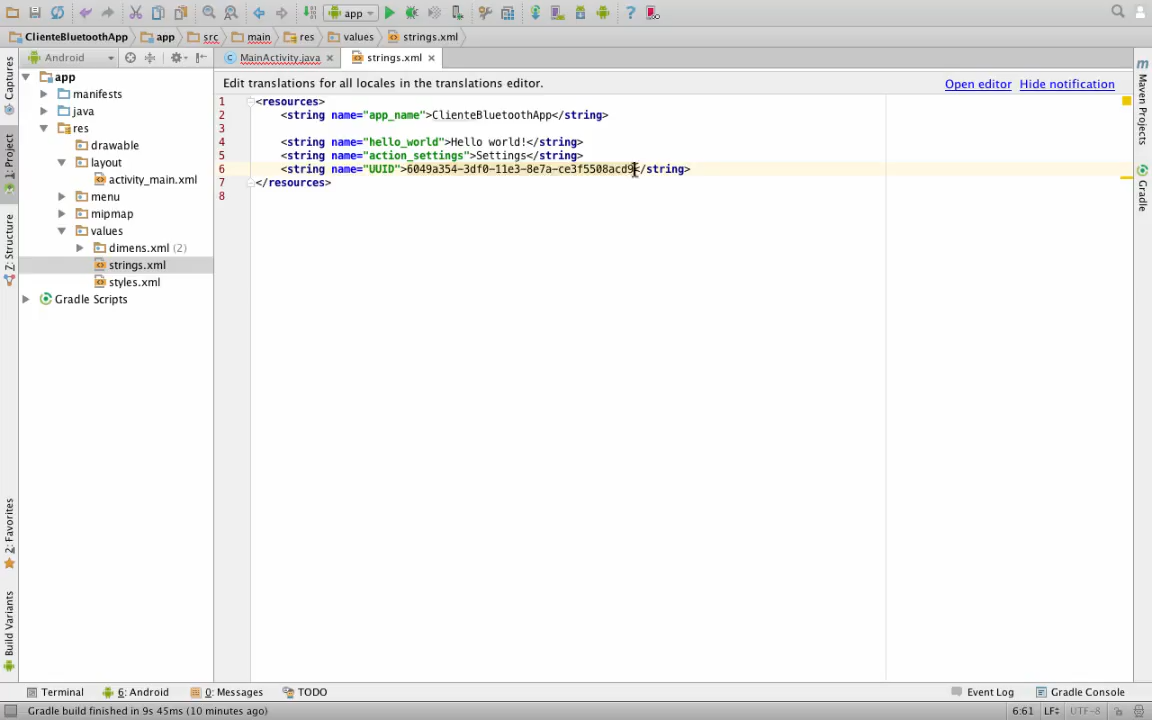 app
ClienteBluetoothApp app src main res values strings.xml
Android MainActivity.java strings.xml
Edit translations for all locales in the translations editor. Open editor Hide notification
Captures
1: Project
7: Structure
2: Favorites
Build Variants
app
manifests
java
res
drawable
layout
activity_main.xml
menu
mipmap
values
dimens.xml (2)
strings.xml
styles.xml
Gradle Scripts
1 <resources>
2 <string name="app_name">ClienteBluetoothApp</string>
3
4 <string name="hello_world">Hello world!</string>
5 <string name="action_settings">Settings</string>
6 <string name="UUID">6049a354-3df0-11e3-8e7a-ce3f5508acd9</string>
7 </resources>
8
Maven Projects
Gradle
Terminal 6: Android 0: Messages TODO Event Log Gradle Console
Gradle build finished in 9s 45ms (10 minutes ago) 6:61 LF UTF-8